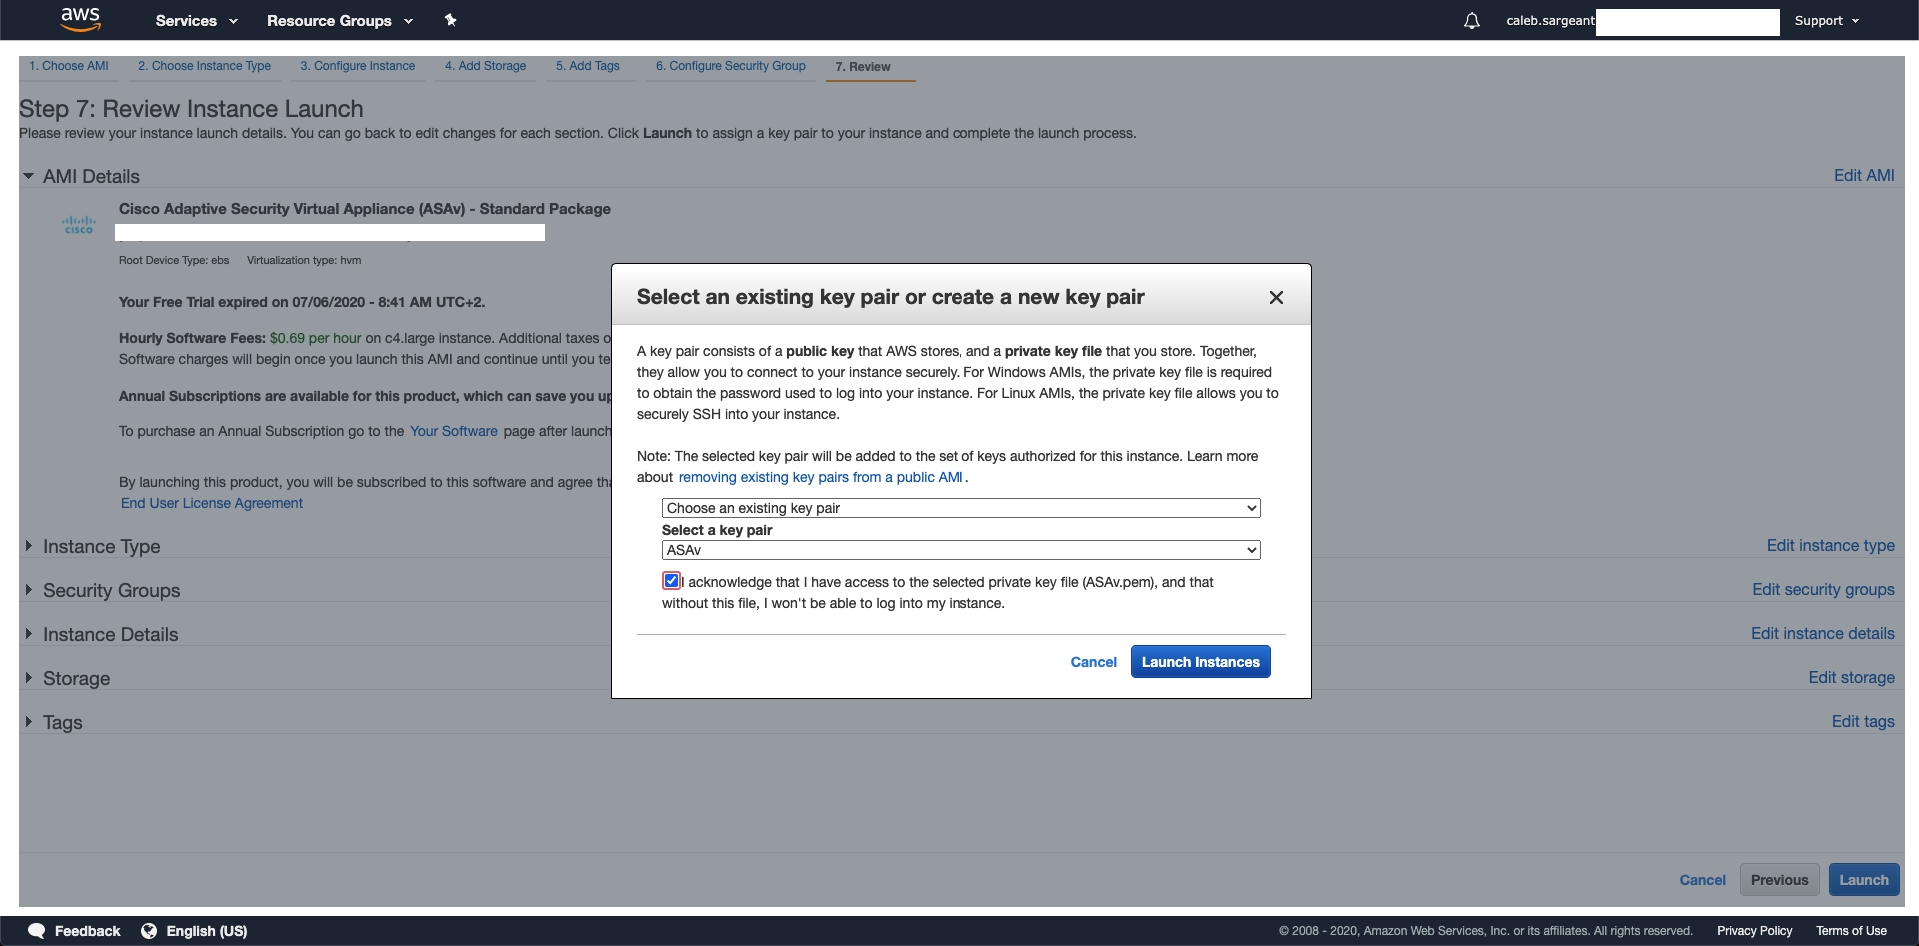 aws Services Resource Groups caleb.sargeant Support
1. Choose AMI 2. Choose Instance Type 3. Configure Instance 4. Add Storage 5. Add Tags 6. Configure Security Group 7. Review
Step 7: Review Instance Launch
Please review your instance launch details. You can go back to edit changes for each section. Click Launch to assign a key pair to your instance and complete the launch process.
AMI Details Edit AMI
cisco
Cisco Adaptive Security Virtual Appliance (ASAv) - Standard Package
Root Device Type: ebs Virtualization type: hvm
Your Free Trial expired on 07/06/2020 - 8:41 AM UTC+2.
Hourly Software Fees: $0.69 per hour on c4.large instance. Additional taxes o
Software charges will begin once you launch this AMI and continue until you te
Annual Subscriptions are available for this product, which can save you up
To purchase an Annual Subscription go to the Your Software page after launch
By launching this product, you will be subscribed to this software and agree tha
End User License Agreement
Instance Type Edit instance type
Security Groups Edit security groups
Instance Details Edit instance details
Storage Edit storage
Tags Edit tags
Select an existing key pair or create a new key pair
A key pair consists of a public key that AWS stores, and a private key file that you store. Together,
they allow you to connect to your instance securely. For Windows AMIs, the private key file is required
to obtain the password used to log into your instance. For Linux AMIs, the private key file allows you to
securely SSH into your instance.
Note: The selected key pair will be added to the set of keys authorized for this instance. Learn more
about removing existing key pairs from a public AMI .
Choose an existing key pair
Select a key pair
ASAv
I acknowledge that I have access to the selected private key file (ASAv.pem), and that
without this file, I won't be able to log into my instance.
Cancel Launch Instances
Cancel Previous Launch
Feedback English (US) © 2008 - 2020, Amazon Web Services, Inc. or its affiliates. All rights reserved. Privacy Policy Terms of Use